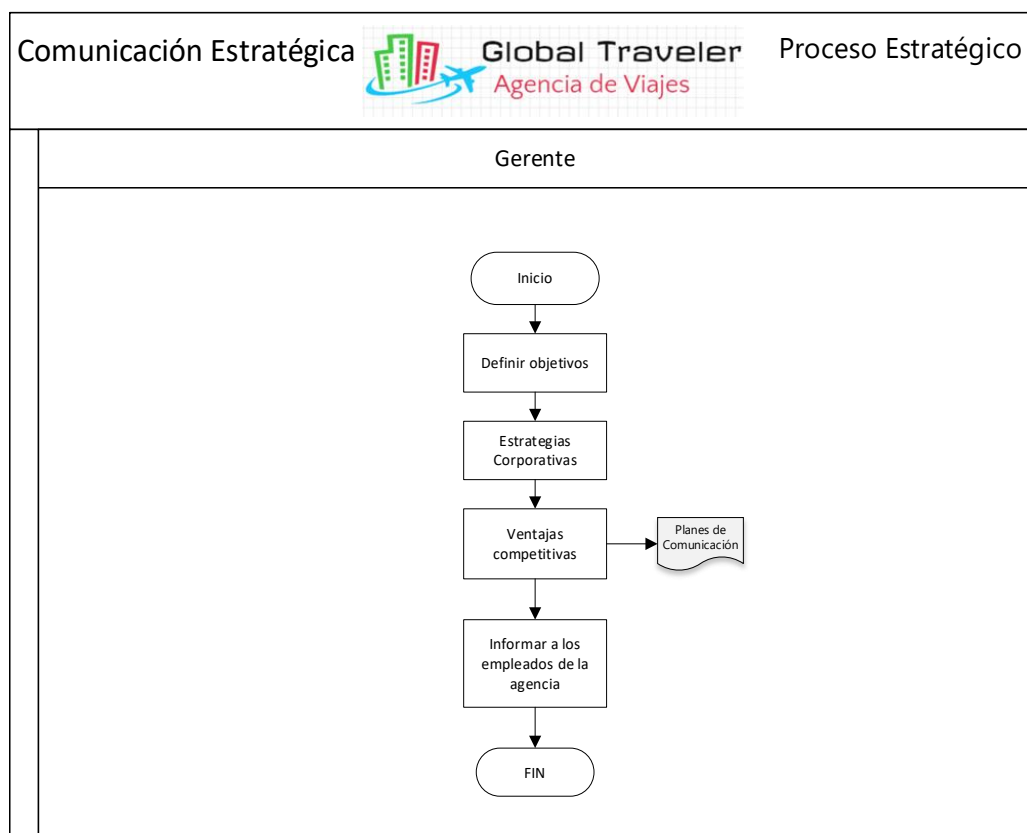 Comunicación Estratégica
Global Traveler
Agencia de Viajes
Proceso Estratégico
Gerente
Inicio
Definir objetivos
Estrategias
Corporativas
Ventajas
competitivas
Planes de
Comunicación
Informar a los
empleados de la
agencia
FIN